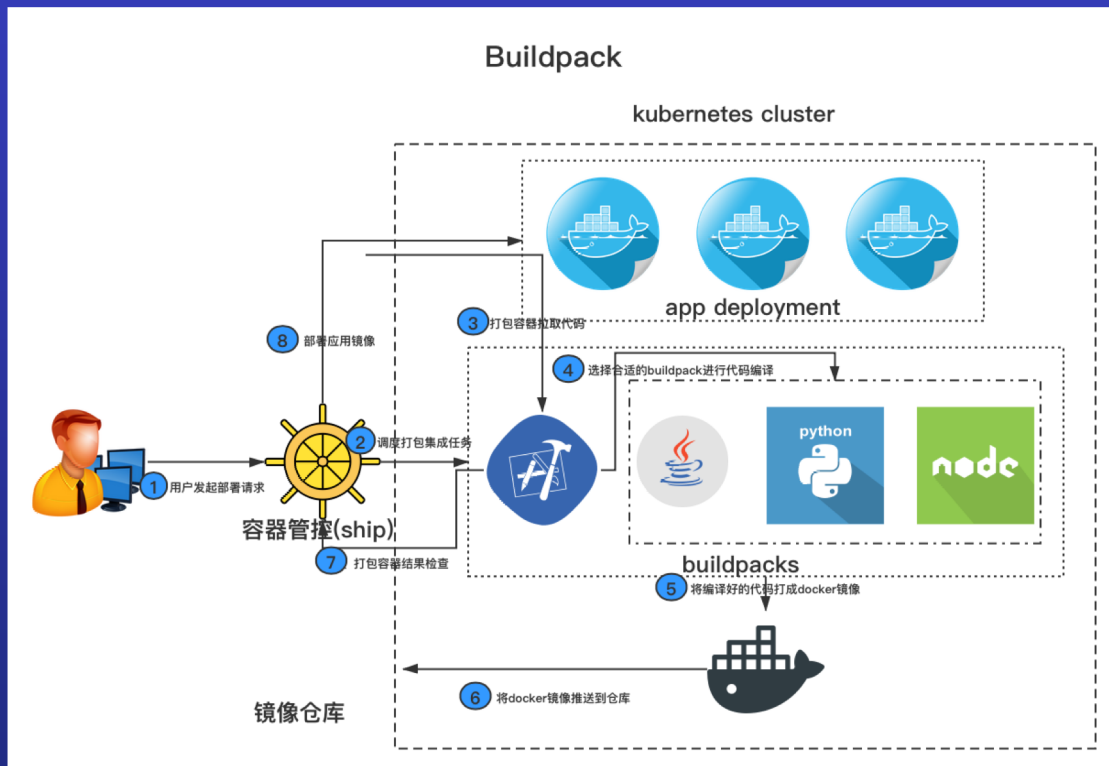 Buildpack
kubernetes cluster
app deployment
3 打包容器拉取代码
8 部署应用镜像
4 选择合适的buildpack进行代码编译
python
node
2 调度打包集成任务
1 用户发起部署请求
容器管控(ship)
7 打包容器结果检查
buildpacks
5 将编译好的代码打成docker镜像
6 将docker镜像推送到仓库
镜像仓库